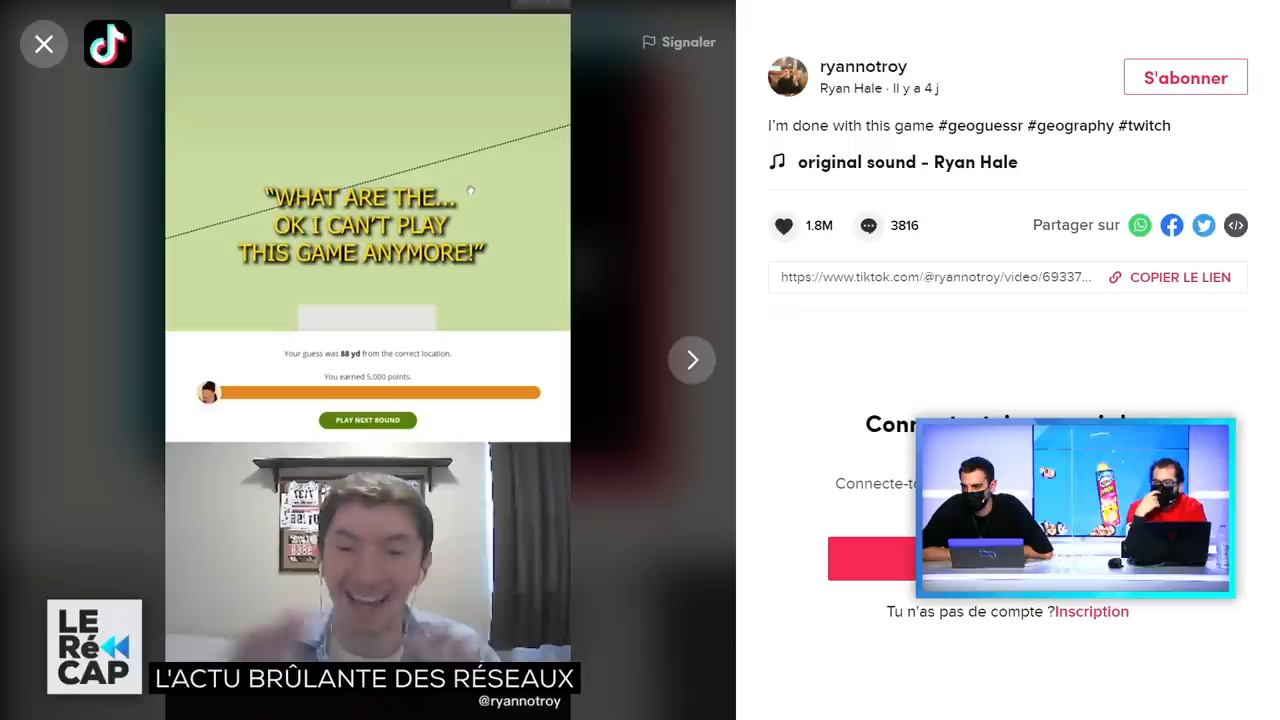 Signaler
"WHAT ARE THE...
OK I CAN'T PLAY
THIS GAME ANYMORE!"
Your guess was 88 yd from the correct location.
You earned 5,000 points.
PLAY NEXT ROUND
LE
Ré
CAP
L'ACTU BRÛLANTE DES RÉSEAUX
@ryannotroy
ryannotroy
Ryan Hale · Il y a 4 j
S'abonner
I'm done with this game #geoguessr #geography #twitch
original sound - Ryan Hale
1.8M
3816
Partager sur
https://www.tiktok.com/@ryannotroy/video/69337...
COPIER LE LIEN
Tu n'as pas de compte ?Inscription